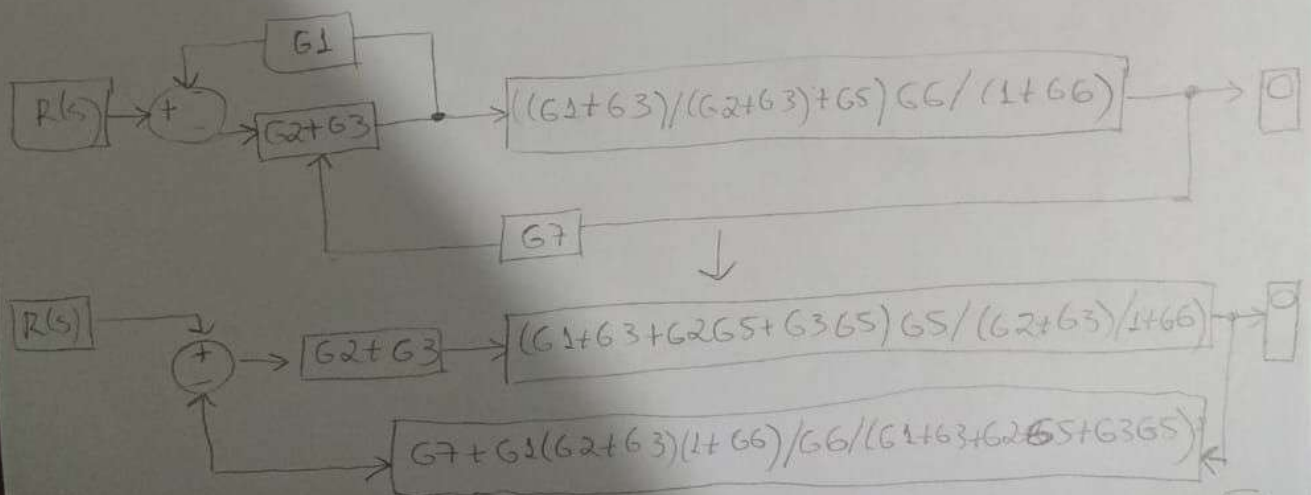 G1
R(s)
+
-
G2+G3
((G1+G3)/(G2+G3)+G5)G6/(1+G6)
G7
R(s)
+
-
G2+G3
(G1+G3+G2G5+G3G5)G5/(G2+G3)/1+G6)
G7+G1(G2+G3)(1+G6)/G6/(G1+G3+G2G5+G3G5)